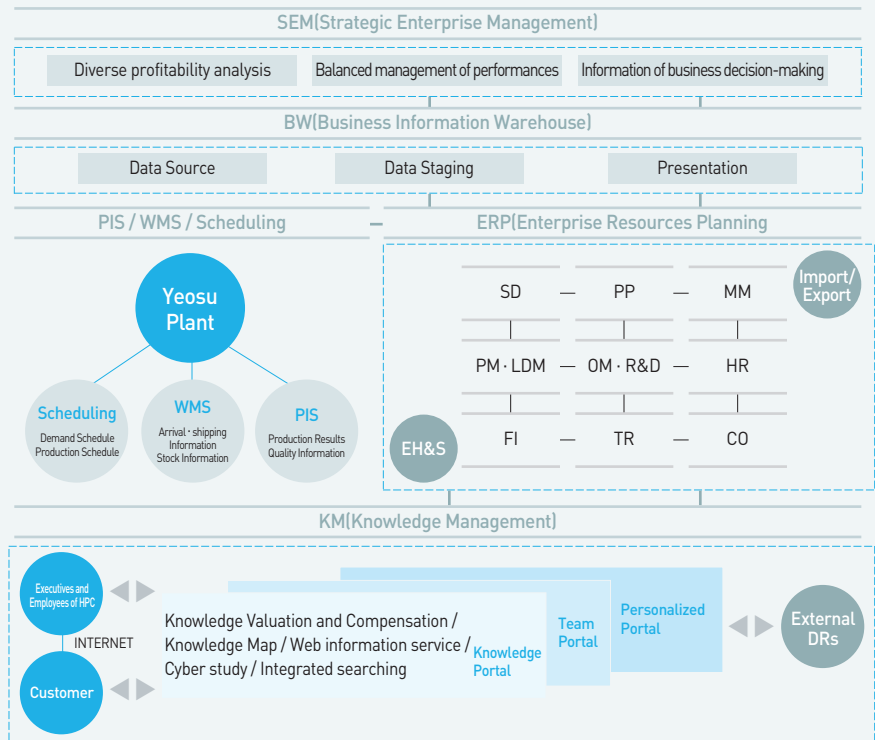 SEM(Strategic Enterprise Management)
Diverse profitability analysis
Balanced management of performances
Information of business decision-making
BW(Business Information Warehouse)
Data Source
Data Staging
Presentation
PIS / WMS / Scheduling
Yeosu
Plant
Scheduling
Demand Schedule
Production Schedule
WMS
Arrival · shipping
Information
Stock Information
PIS
Production Results
Quality Information
ERP(Enterprise Resources Planning
Import/
Export
SD — PP — MM
PM · LDM — OM · R&D — HR
FI — TR — CO
EH&S
KM(Knowledge Management)
Executives and
Employees of HPC
INTERNET
Customer
Knowledge Valuation and Compensation /
Knowledge Map / Web information service /
Cyber study / Integrated searching
Knowledge
Portal
Team
Portal
Personalized
Portal
External
DRs